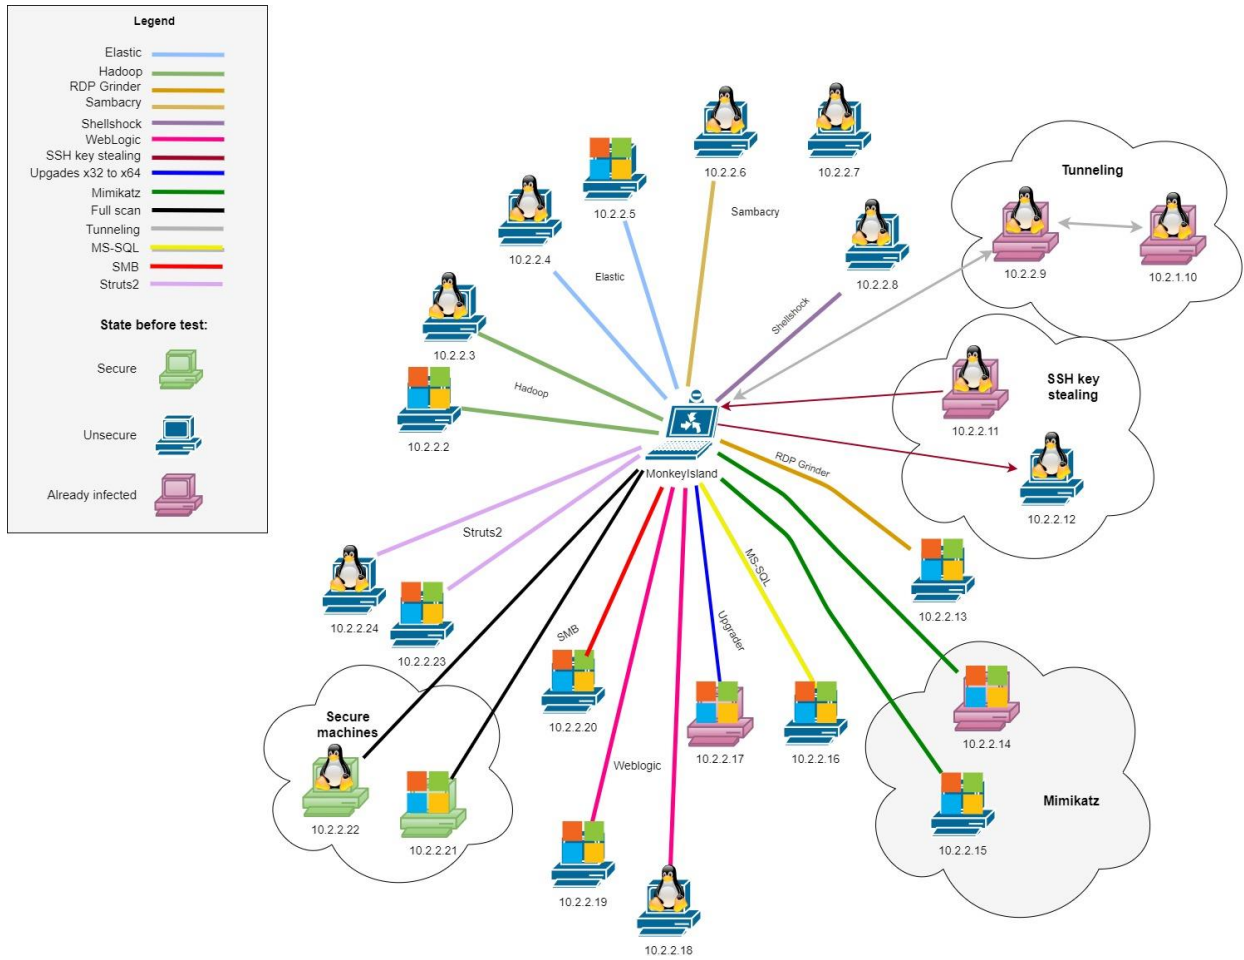 Legend
Elastic
Hadoop
RDP Grinder
Sambacry
Shellshock
WebLogic
SSH key stealing
Upgades x32 to x64
Mimikatz
Full scan
Tunneling
MS-SQL
SMB
Struts2
State before test:
Secure
Unsecure
Already infected
10.2.2.6
10.2.2.7
10.2.2.5
Sambacry
10.2.2.4
Elastic
10.2.2.8
Shellshock
Tunneling
10.2.2.9
10.2.1.10
10.2.2.3
Hadoop
10.2.2.2
SSH key
stealing
10.2.2.11
10.2.2.12
MonkeyIsland
RDP Grinder
10.2.2.13
Struts2
10.2.2.24
10.2.2.23
SMB
10.2.2.20
Upgrader
MS-SQL
10.2.2.17
10.2.2.16
10.2.2.14
Mimikatz
10.2.2.15
Secure
machines
10.2.2.22
10.2.2.21
Weblogic
10.2.2.19
10.2.2.18